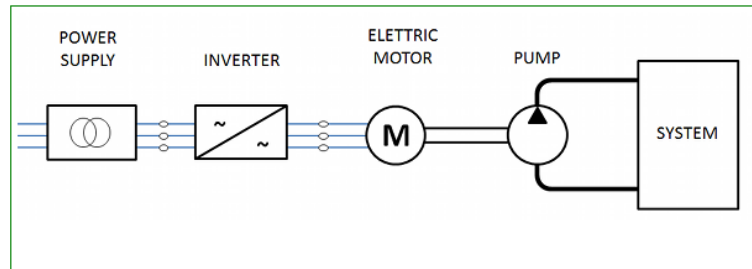 POWER
SUPPLY
INVERTER
ELETTRIC
MOTOR
PUMP
~
~
M
SYSTEM